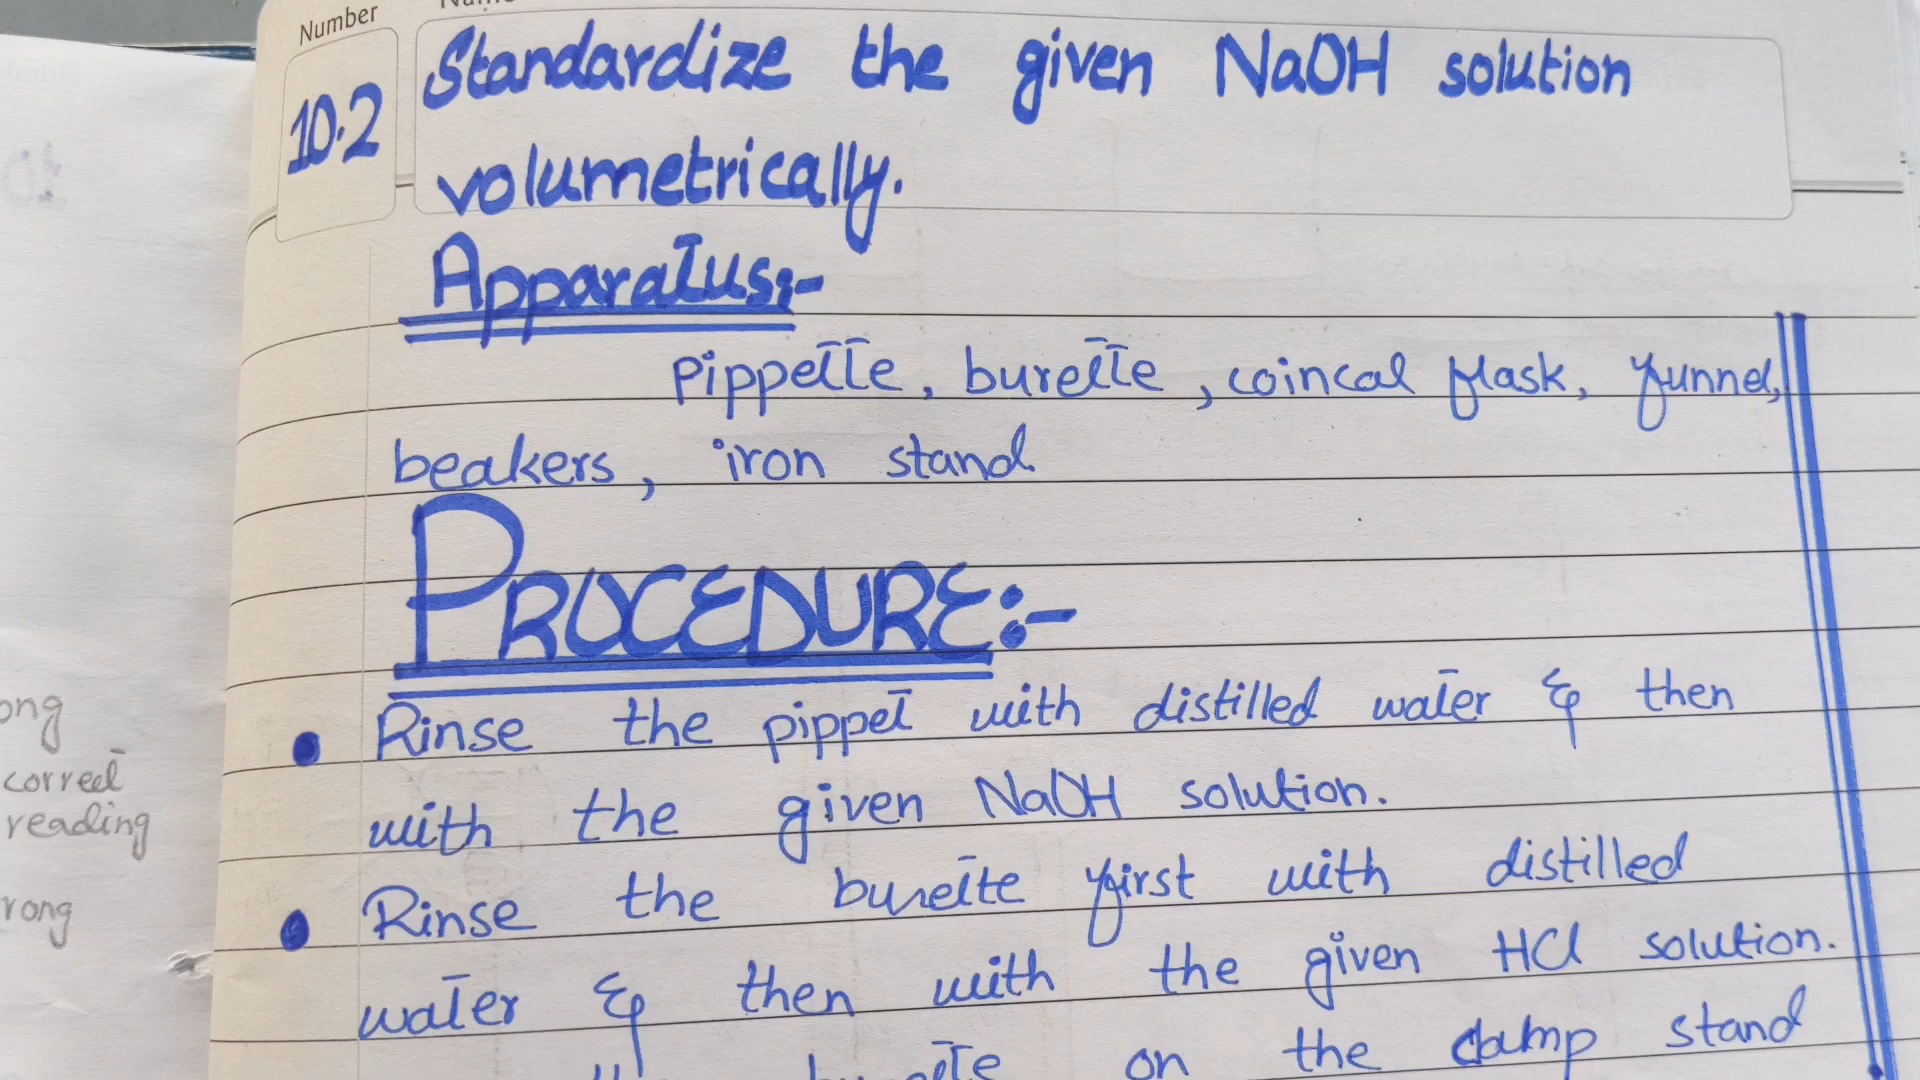 Number
10.2
Standardize the given NaOH solution
volumetrically.
Apparatus:-
pippette, burette, coincal flask, funnel,
beakers, iron stand
PROCEDURE:-
• Rinse the pippet with distilled water & then
with the given NaOH solution.
• Rinse the burette first with distilled
water & then with the given HCl solution.
on the clamp stand
ong
correct
reading
rong